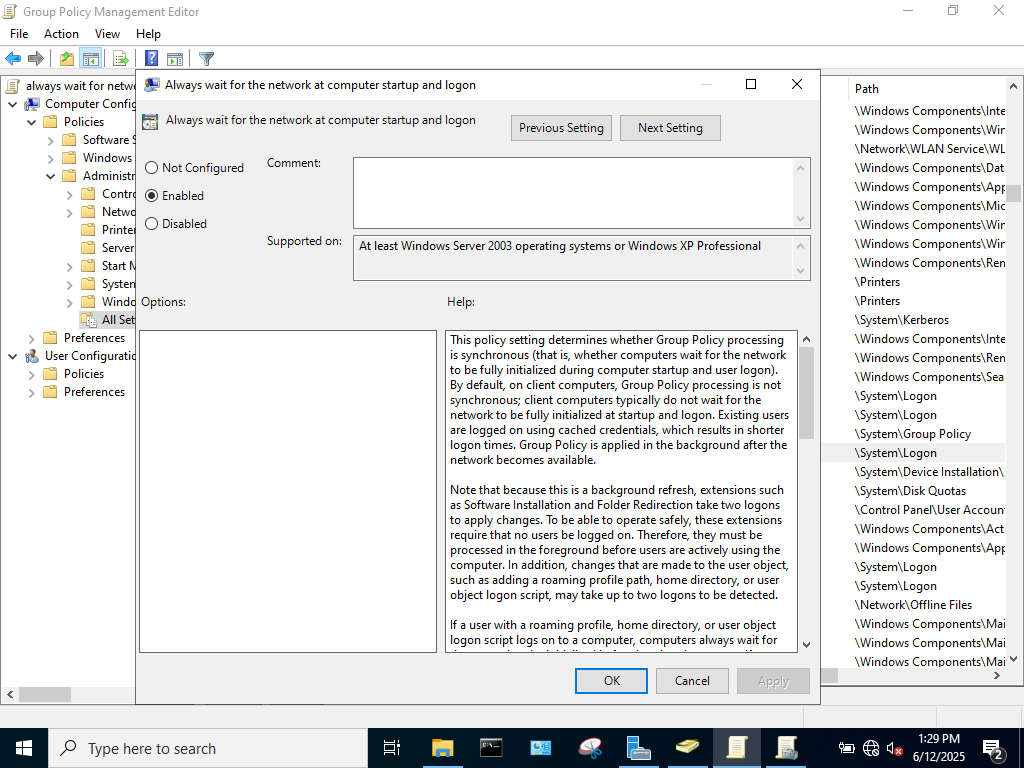 Group Policy Management Editor
File Action View Help
always wait for netw
Computer Config
Policies
Software S
Windows
Administr
Contro
Netwo
Printer
Server
Start M
System
Windo
All Set
Preferences
User Configuratio
Policies
Preferences
Always wait for the network at computer startup and logon
Always wait for the network at computer startup and logon
Previous Setting
Next Setting
Not Configured
Enabled
Disabled
Comment:
Supported on:
At least Windows Server 2003 operating systems or Windows XP Professional
Options:
Help:
This policy setting determines whether Group Policy processing
is synchronous (that is, whether computers wait for the network
to be fully initialized during computer startup and user logon).
By default, on client computers, Group Policy processing is not
synchronous; client computers typically do not wait for the
network to be fully initialized at startup and logon. Existing users
are logged on using cached credentials, which results in shorter
logon times. Group Policy is applied in the background after the
network becomes available.
Note that because this is a background refresh, extensions such
as Software Installation and Folder Redirection take two logons
to apply changes. To be able to operate safely, these extensions
require that no users be logged on. Therefore, they must be
processed in the foreground before users are actively using the
computer. In addition, changes that are made to the user object,
such as adding a roaming profile path, home directory, or user
object logon script, may take up to two logons to be detected.
If a user with a roaming profile, home directory, or user object
logon script logs on to a computer, computers always wait for
OK
Cancel
Apply
Path
\Windows Components\Inte
\Windows Components\Win
\Network\WLAN Service\WL
\Windows Components\Dat
\Windows Components\App
\Windows Components\Mic
\Windows Components\Win
\Windows Components\Win
\Windows Components\Ren
\Printers
\Printers
\System\Kerberos
\Windows Components\Inte
\Windows Components\Ren
\Windows Components\Sea
\System\Logon
\System\Logon
\System\Group Policy
\System\Logon
\System\Device Installation\
\System\Disk Quotas
\Control Panel\User Accoun
\Windows Components\Act
\Windows Components\App
\System\Logon
\System\Logon
\Network\Offline Files
\Windows Components\Mai
\Windows Components\Mai
\Windows Components\Mai
Type here to search
1:29 PM
6/12/2025
2